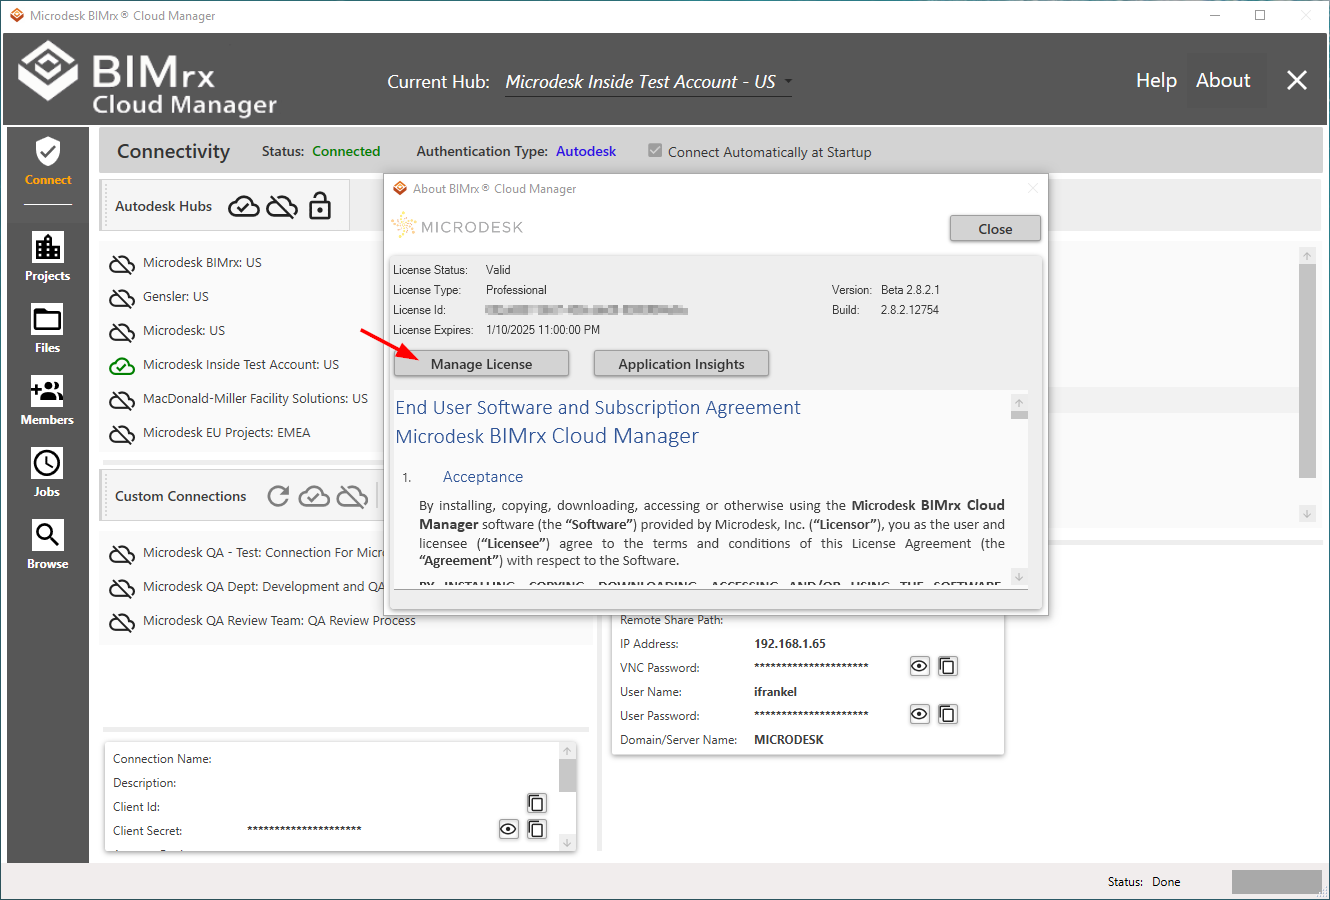 Microdesk BIMrx® Cloud Manager
BIMrx
Cloud Manager
Current Hub: Microdesk Inside Test Account - US
Help About
Connectivity Status: Connected Authentication Type: Autodesk Connect Automatically at Startup
Connect
Projects
Files
Members
Jobs
Browse
Autodesk Hubs
Microdesk BIMrx: US
Gensler: US
Microdesk: US
Microdesk Inside Test Account: US
MacDonald-Miller Facility Solutions: US
Microdesk EU Projects: EMEA
Custom Connections
Microdesk QA - Test: Connection For Micr
Microdesk QA Dept: Development and QA
Microdesk QA Review Team: QA Review Process
Connection Name:
Description:
Client Id:
Client Secret: *********************
About BIMrx® Cloud Manager
MICRODESK
Close
License Status: Valid
License Type: Professional Version: Beta 2.8.2.1
License Id: Build: 2.8.2.12754
License Expires: 1/10/2025 11:00:00 PM
Manage License Application Insights
End User Software and Subscription Agreement
Microdesk BIMrx Cloud Manager
1. Acceptance
By installing, copying, downloading, accessing or otherwise using the Microdesk BIMrx Cloud
Manager software (the “Software”) provided by Microdesk, Inc. (“Licensor”), you as the user and
licensee (“Licensee”) agree to the terms and conditions of this License Agreement (the
“Agreement”) with respect to the Software.
BY INSTALLING, COPYING, DOWNLOADING, ACCESSING AND/OR USING THE SOFTWARE,
Remote Share Path:
IP Address: 192.168.1.65
VNC Password: *********************
User Name: ifrankel
User Password: *********************
Domain/Server Name: MICRODESK
Status: Done